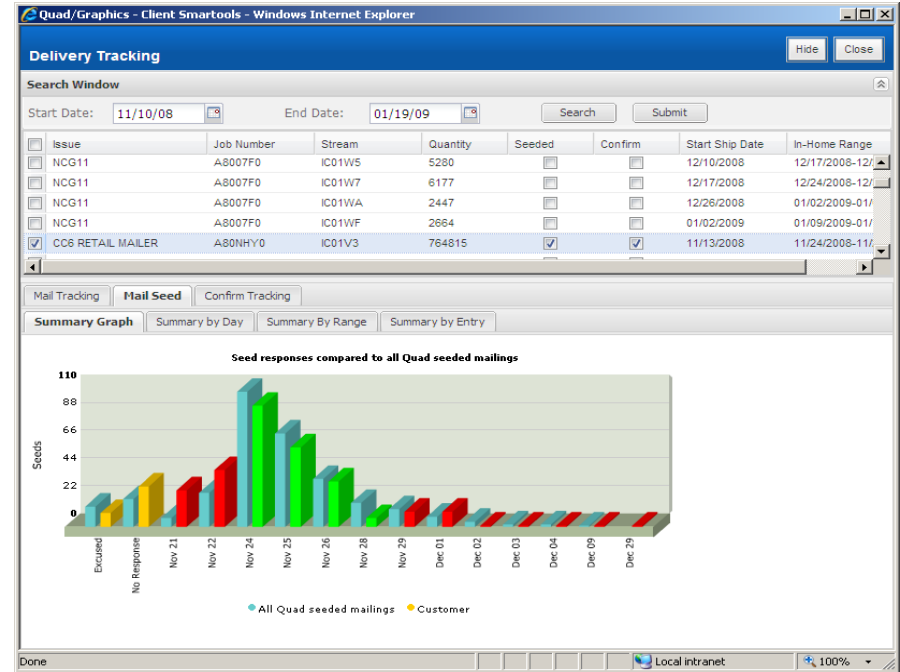 Quad/Graphics - Client Smartools - Windows Internet Explorer
Delivery Tracking Hide Close
Search Window
Start Date: 11/10/08 End Date: 01/19/09 Search Submit
Issue Job Number Stream Quantity Seeded Confirm Start Ship Date In-Home Range
NCG11 A8007F0 IC01W5 5280 12/10/2008 12/17/2008-12/
NCG11 A8007F0 IC01W7 6177 12/17/2008 12/24/2008-12/
NCG11 A8007F0 IC01WA 2447 12/26/2008 01/02/2009-01/
NCG11 A8007F0 IC01WF 2664 01/02/2009 01/09/2009-01/
CC6 RETAIL MAILER A80NHY0 IC01V3 764815 11/13/2008 11/24/2008-11/
Mail Tracking Mail Seed Confirm Tracking
Summary Graph Summary by Day Summary By Range Summary by Entry
Seed responses compared to all Quad seeded mailings
110
88
66
44
22
0
Seeds
Excused No Response Nov 21 Nov 22 Nov 24 Nov 25 Nov 26 Nov 28 Nov 29 Dec 01 Dec 02 Dec 03 Dec 04 Dec 09 Dec 29
All Quad seeded mailings Customer
Done Local intranet 100%